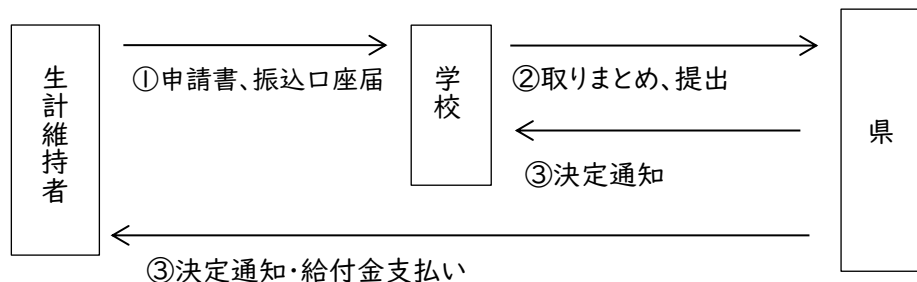 生計維持者
①申請書、振込口座届
学校
②取りまとめ、提出
③決定通知
県
③決定通知・給付金支払い